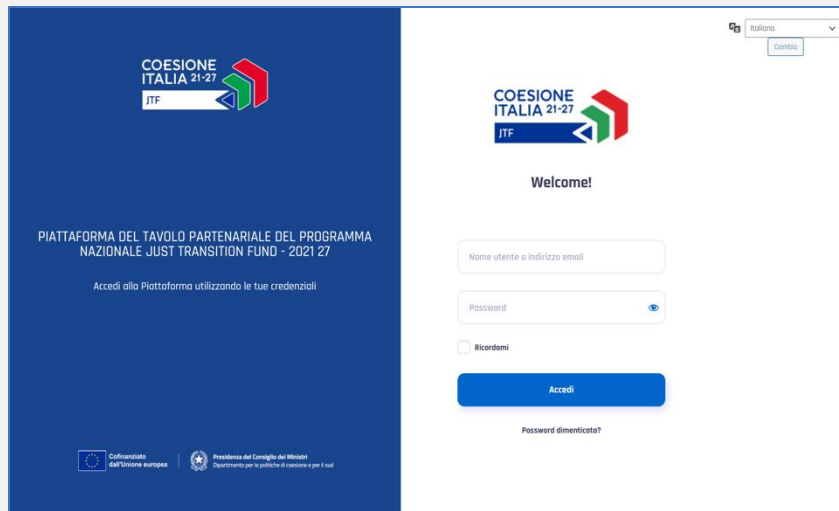 COESIONE
ITALIA 21-27
JTF
PIATTAFORMA DEL TAVOLO PARTENARIALE DEL PROGRAMMA
NAZIONALE JUST TRANSITION FUND - 2021 27
Accedi alla Piattaforma utilizzando le tue credenziali
Cofinanziato
dall'Unione europea
Presidenza del Consiglio dei Ministri
Dipartimento per le politiche di coesione e per il sud
Italiano
Cambia
COESIONE
ITALIA 21-27
JTF
Welcome!
Nome utente o indirizzo email
Password
Ricordami
Accedi
Password dimenticata?